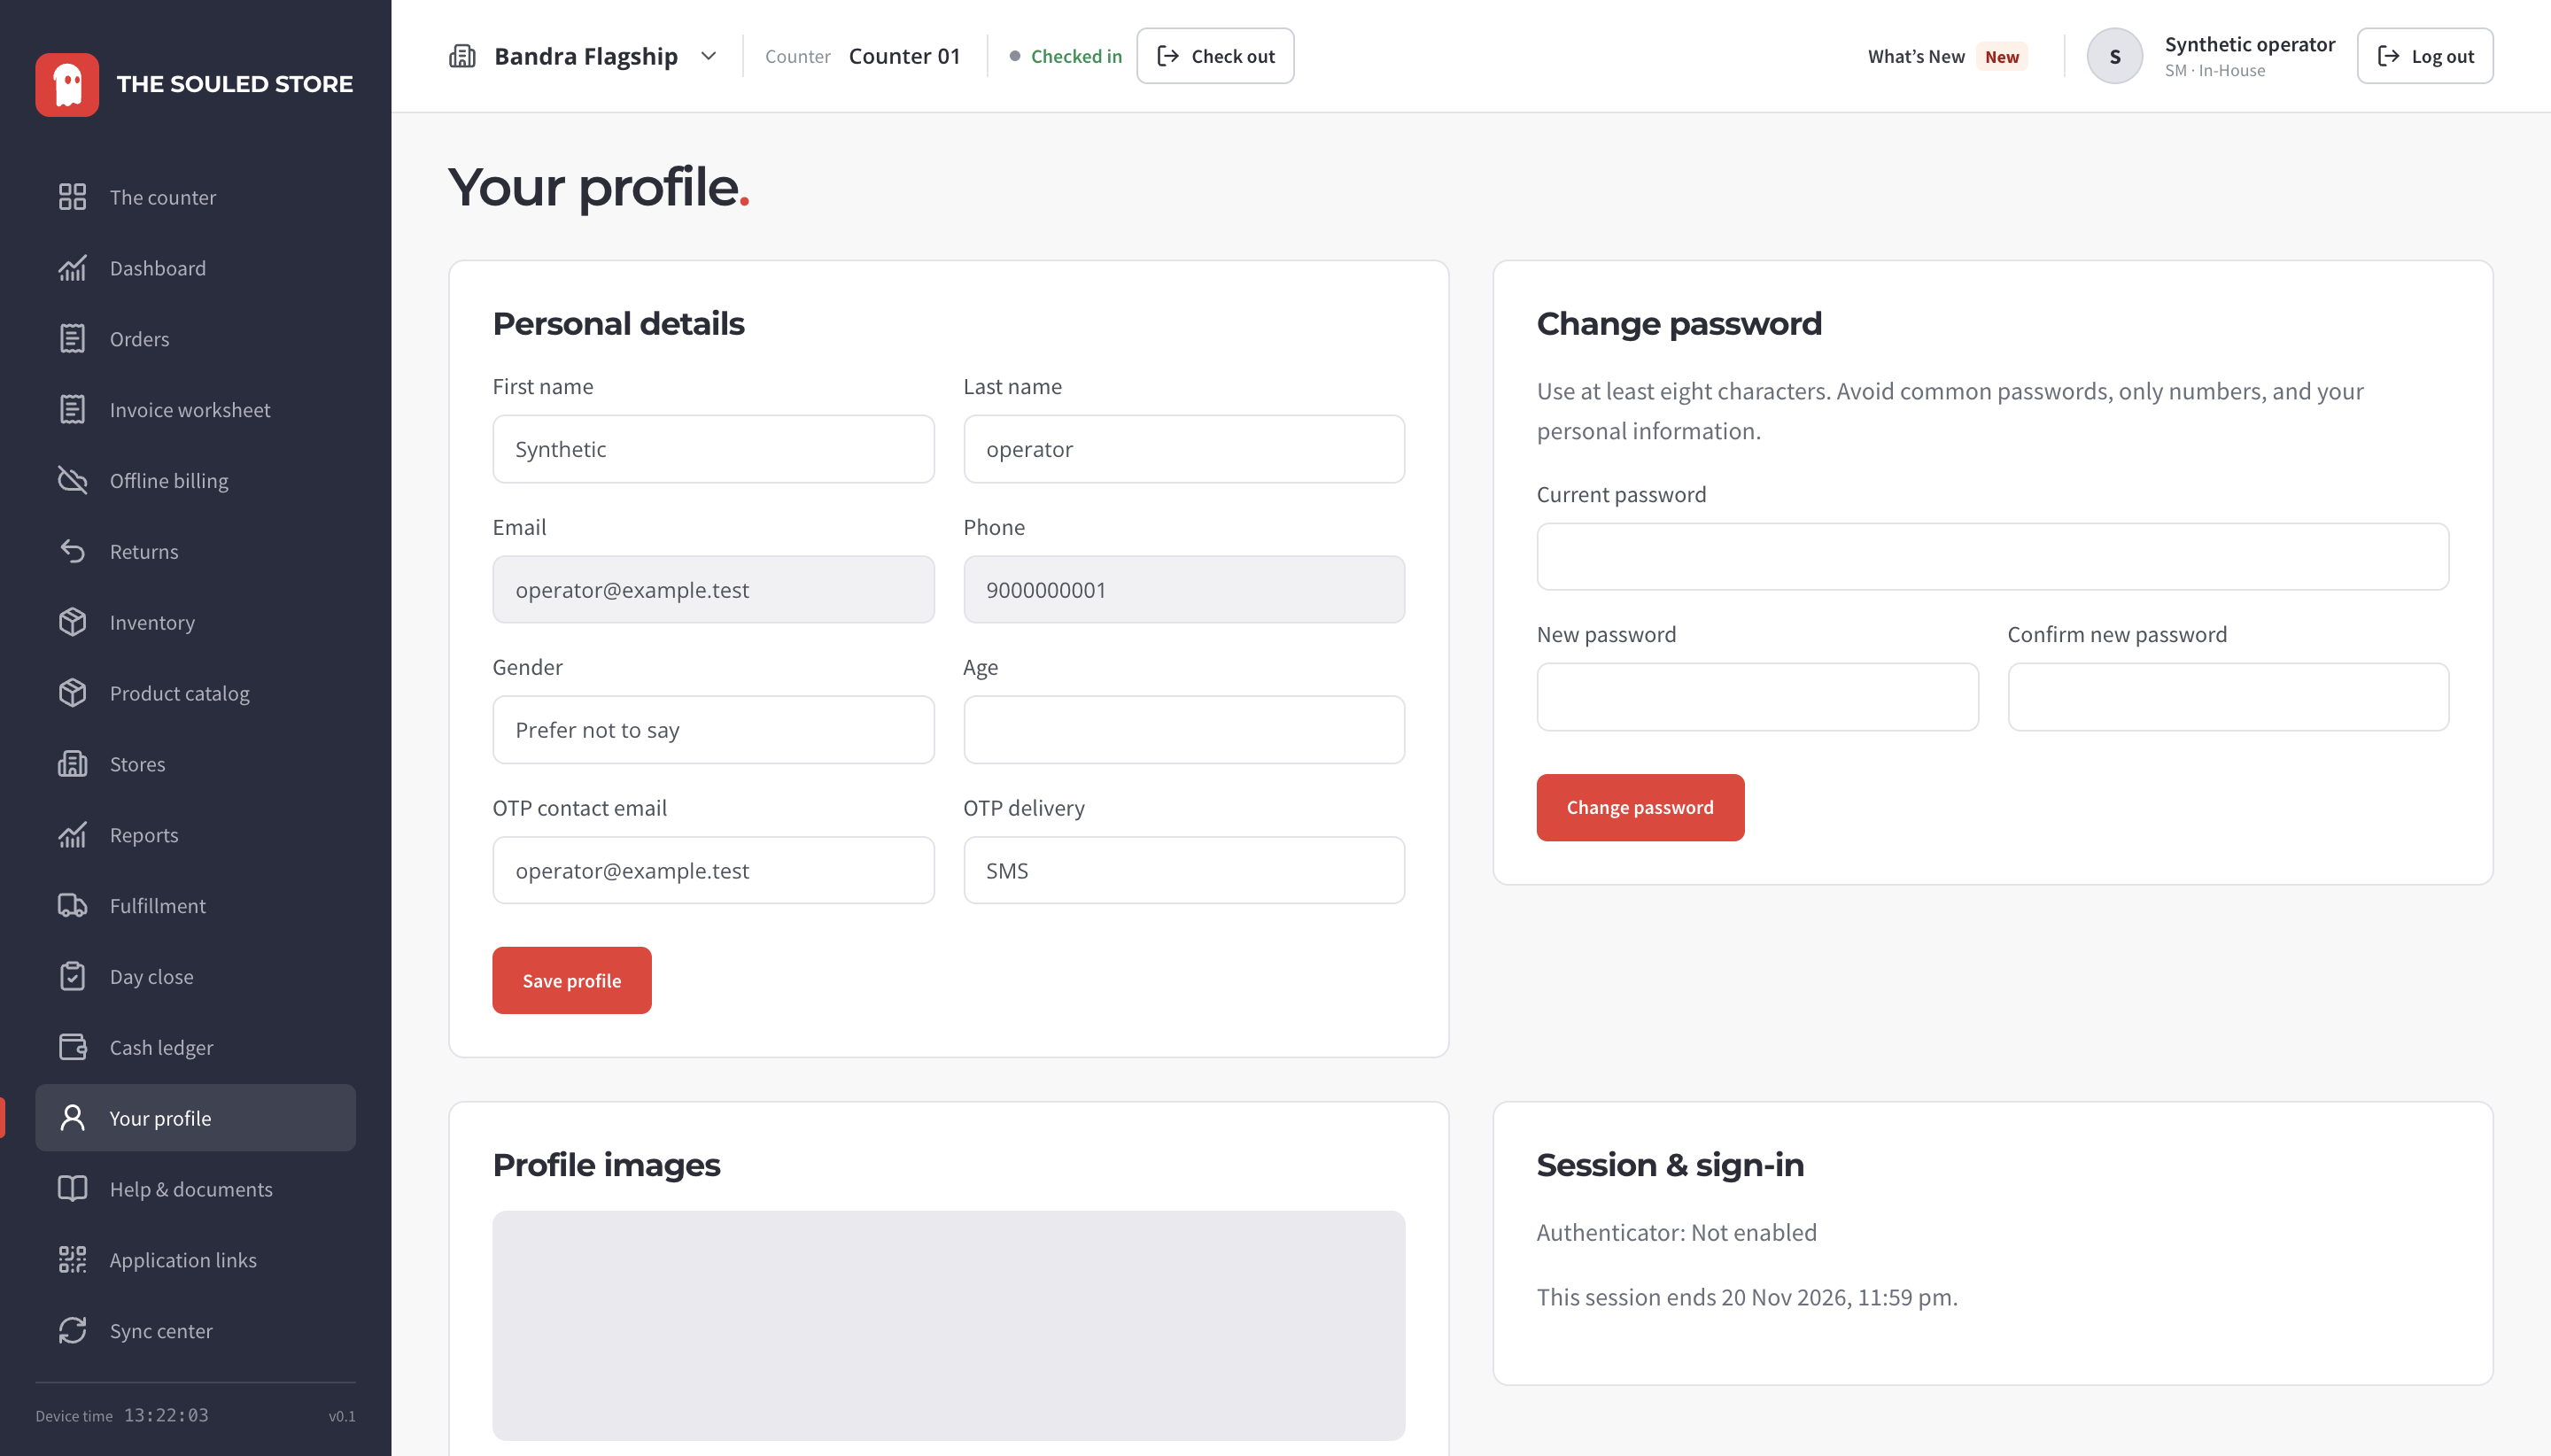 THE SOULED STORE
The counter
Dashboard
Orders
Invoice worksheet
Offline billing
Returns
Inventory
Product catalog
Stores
Reports
Fulfillment
Day close
Cash ledger
Your profile
Help & documents
Application links
Sync center
Device time 13:22:03 v0.1
Bandra Flagship Counter Counter 01 Checked in Check out What’s New New S Synthetic operator Log out
SM · In-House
Your profile.
Personal details
First name Last name
Synthetic operator
Email Phone
operator@example.test 9000000001
Gender Age
Prefer not to say
OTP contact email OTP delivery
operator@example.test SMS
Save profile
Change password
Use at least eight characters. Avoid common passwords, only numbers, and your
personal information.
Current password
New password Confirm new password
Change password
Profile images
Session & sign-in
Authenticator: Not enabled
This session ends 20 Nov 2026, 11:59 pm.